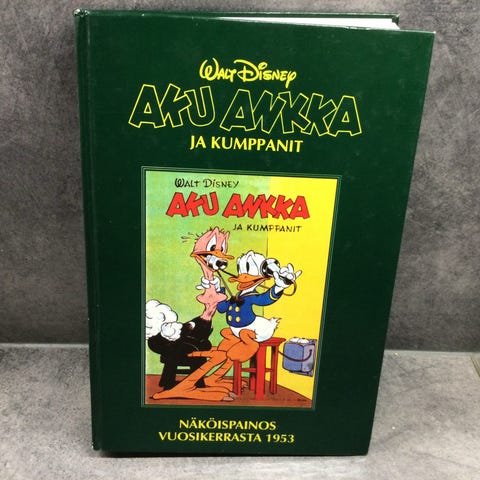 Walt Disney
AKU ANKKA
JA KUMPPANIT
Walt Disney
AKU ANKKA
JA KUMPPANIT
NÄKÖISPAINOS
VUOSIKERRASTA 1953